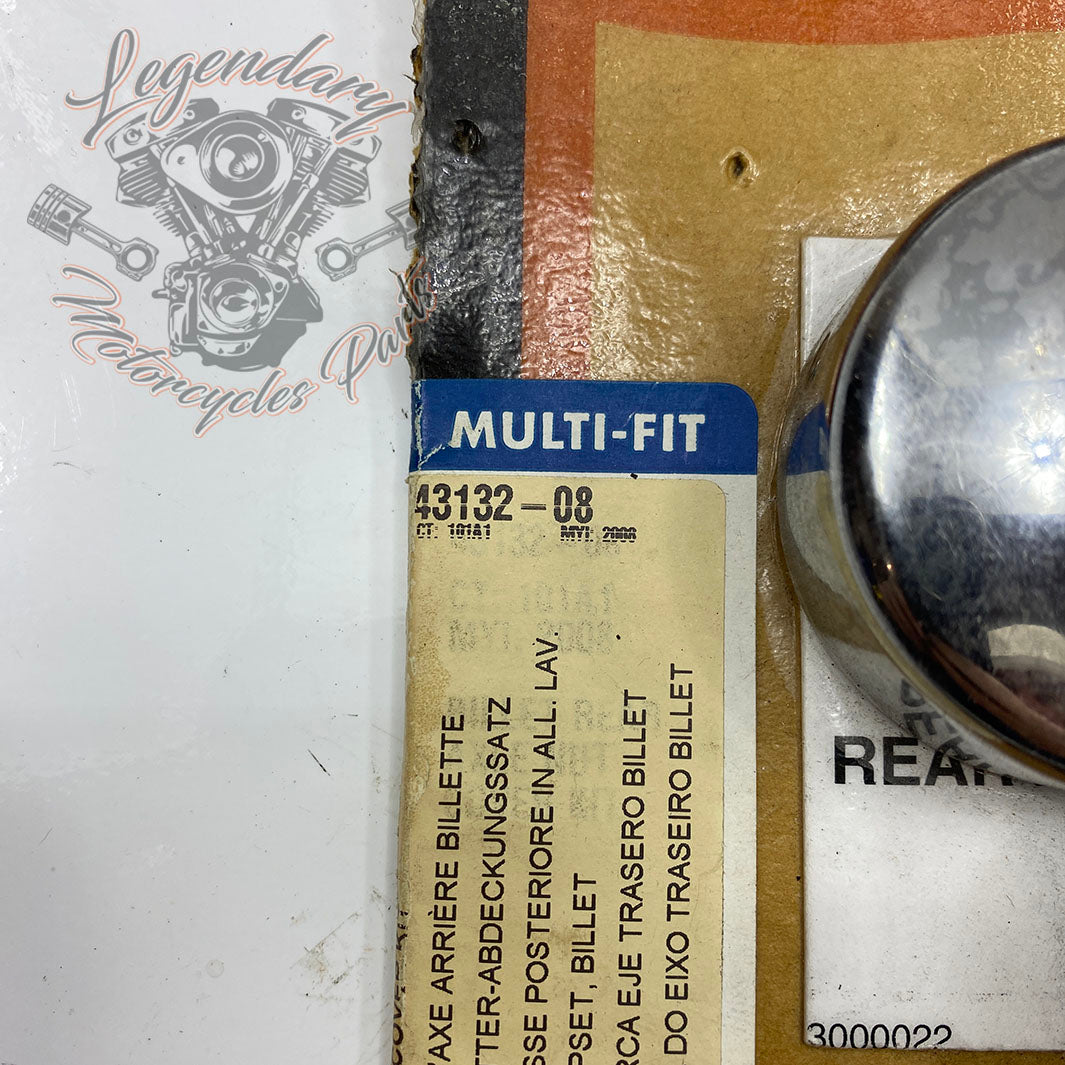 Legendary
Motorcycles Parts
MULTI-FIT
43132-08
CT: 101A1 MYI: 2008
'AXE ARRIÈRE BILLETTE
TTER-ABDECKUNGSSATZ
SSE POSTERIORE IN ALL. LAV.
PSET, BILLET
RCA EJE TRASERO BILLET
DO EIXO TRASEIRO BILLET
REAR
3000022